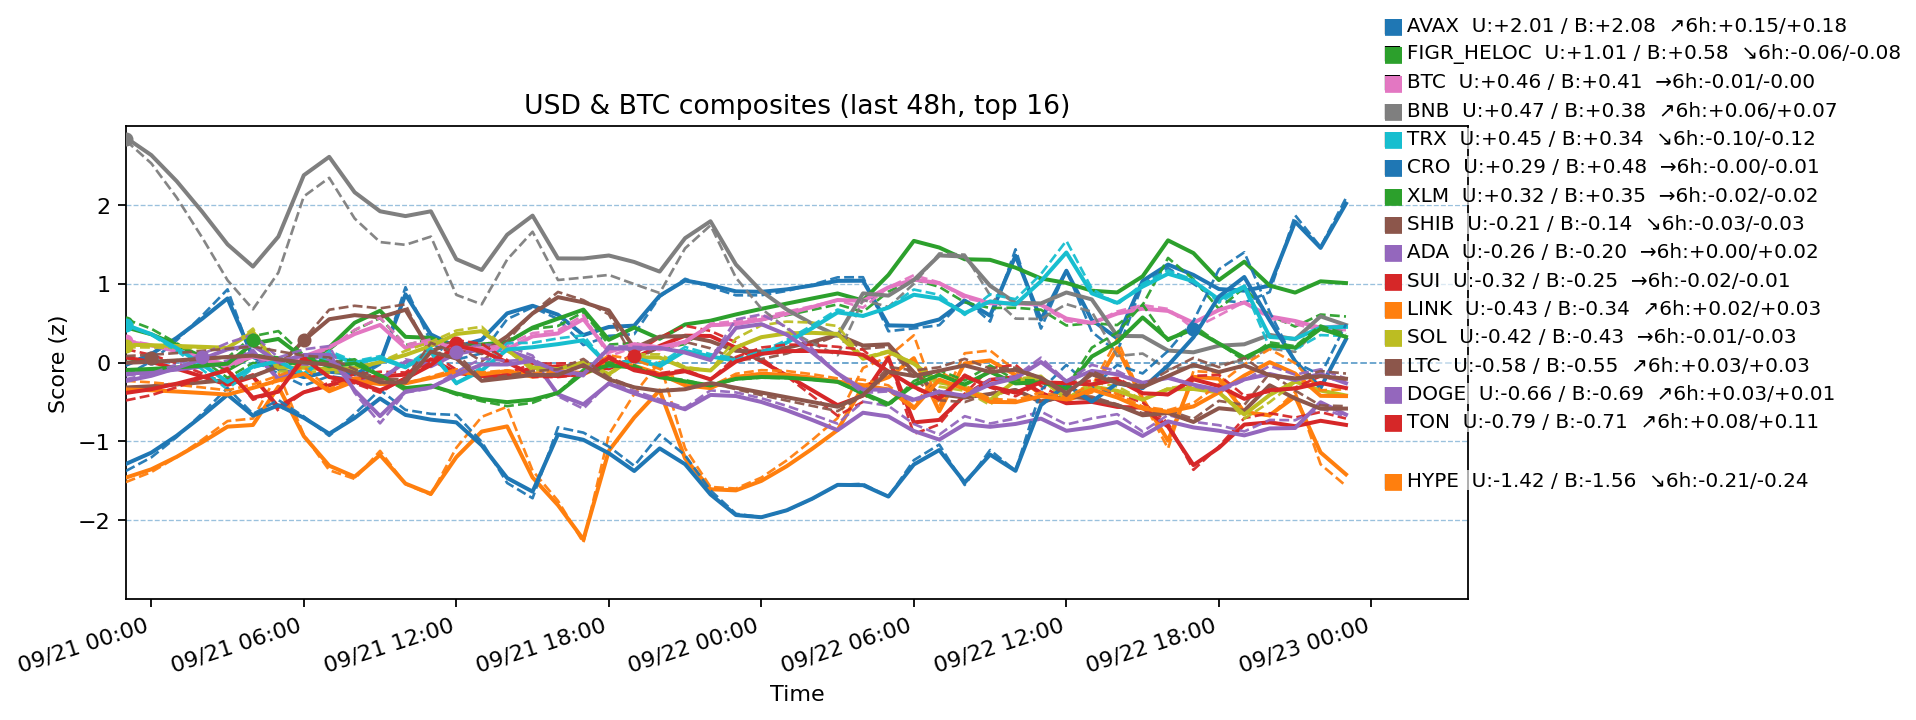 AVAX  U:+2.01 / B:+2.08  ↗6h:+0.15/+0.18
FIGR_HELOC  U:+1.01 / B:+0.58  ↘6h:-0.06/-0.08
BTC  U:+0.46 / B:+0.41  →6h:-0.01/-0.00
USD & BTC composites (last 48h, top 16)
BNB  U:+0.47 / B:+0.38  ↗6h:+0.06/+0.07
TRX  U:+0.45 / B:+0.34  ↘6h:-0.10/-0.12
CRO  U:+0.29 / B:+0.48  →6h:-0.00/-0.01
XLM  U:+0.32 / B:+0.35  →6h:-0.02/-0.02
SHIB  U:-0.21 / B:-0.14  ↘6h:-0.03/-0.03
ADA  U:-0.26 / B:-0.20  →6h:+0.00/+0.02
SUI  U:-0.32 / B:-0.25  →6h:-0.02/-0.01
LINK  U:-0.43 / B:-0.34  ↗6h:+0.02/+0.03
SOL  U:-0.42 / B:-0.43  →6h:-0.01/-0.03
LTC  U:-0.58 / B:-0.55  ↗6h:+0.03/+0.03
DOGE  U:-0.66 / B:-0.69  ↗6h:+0.03/+0.01
TON  U:-0.79 / B:-0.71  ↗6h:+0.08/+0.11
HYPE  U:-1.42 / B:-1.56  ↘6h:-0.21/-0.24
Score (z)
2
1
0
−1
−2
09/21 00:00
09/21 06:00
09/21 12:00
09/21 18:00
09/22 00:00
09/22 06:00
09/22 12:00
09/22 18:00
09/23 00:00
Time